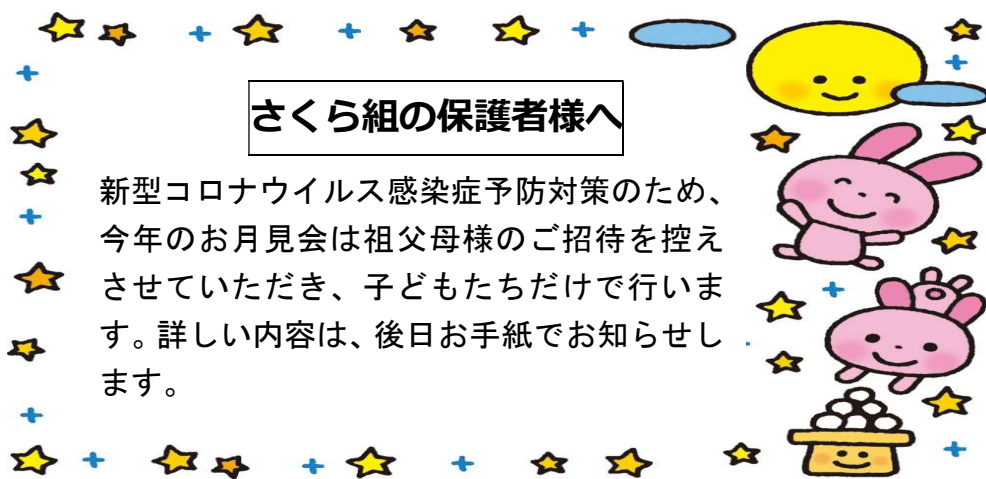 さくら組の保護者様へ
新型コロナウイルス感染症予防対策のため、
今年のお月見会は祖父母様のご招待を控え
させていただき、子どもたちだけで行いま
す。詳しい内容は、後日お手紙でお知らせし
ます。